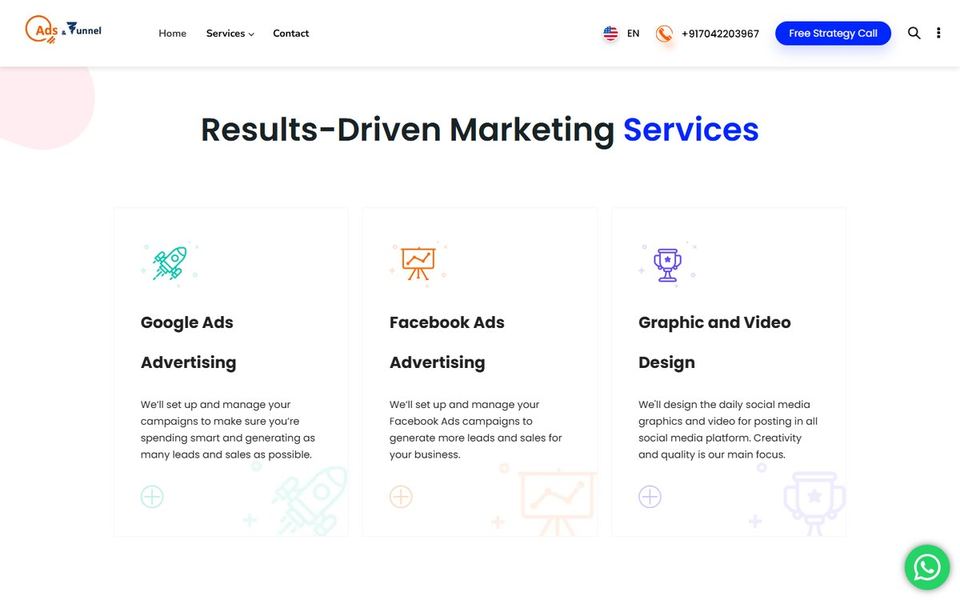 Ads & Funnel
Home Services Contact
EN +917042203967 Free Strategy Call
Results-Driven Marketing Services
Google Ads
Advertising
We'll set up and manage your
campaigns to make sure you're
spending smart and generating as
many leads and sales as possible.
Facebook Ads
Advertising
We'll set up and manage your
Facebook Ads campaigns to
generate more leads and sales for
your business.
Graphic and Video
Design
We'll design the daily social media
graphics and video for posting in all
social media platform. Creativity
and quality is our main focus.